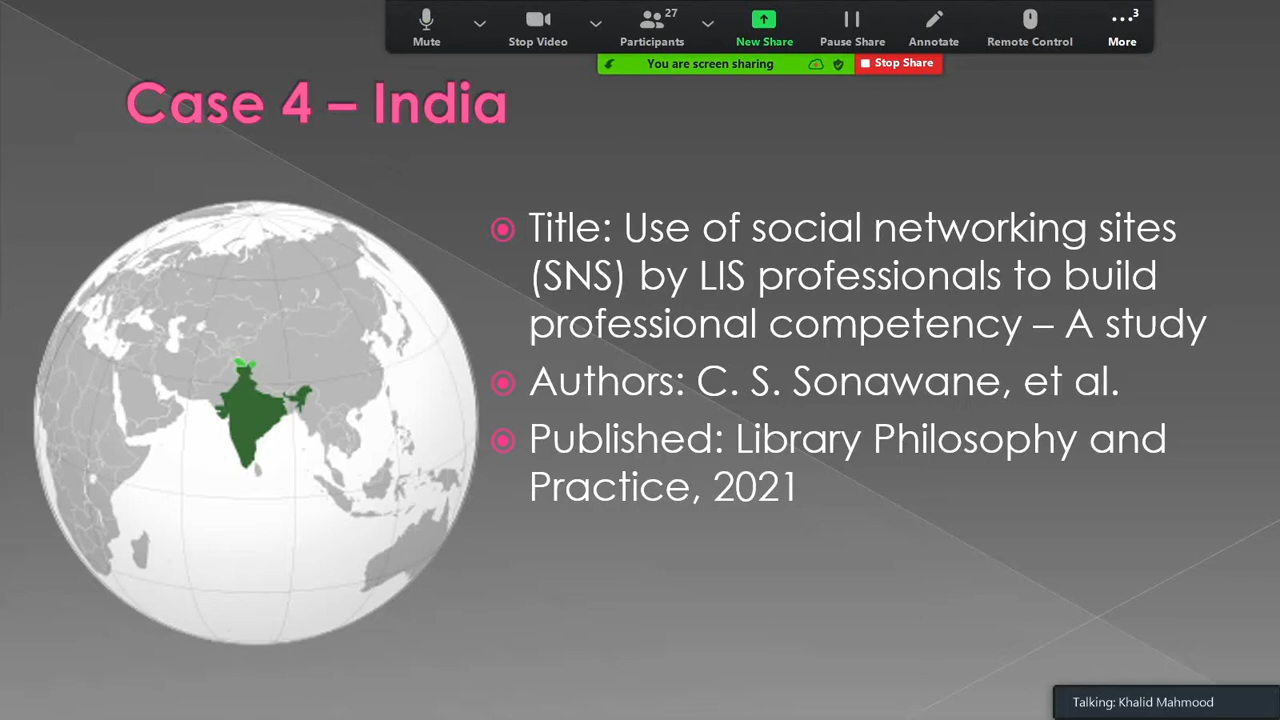 27
3
Mute
Stop Video
Participants
New Share
Pause Share
Annotate
Remote Control
More
You are screen sharing
Stop Share
Case 4 – India
Title: Use of social networking sites
(SNS) by LIS professionals to build
professional competency – A study
Authors: C. S. Sonawane, et al.
Published: Library Philosophy and
Practice, 2021
Talking: Khalid Mahmood